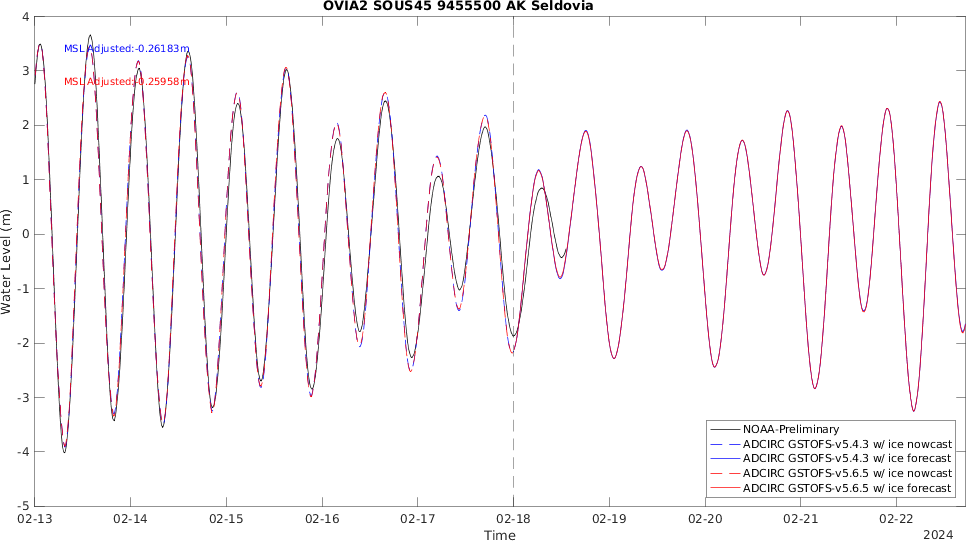 OVIA2 SOUS45 9455500 AK Seldovia
4
MSL Adjusted:-0.26183m
3
MSL Adjusted:-0.25958m
2
1
0
-1
-2
-3
-4
-5
Water Level (m)
NOAA-Preliminary
ADCIRC GSTOFS-v5.4.3 w/ ice nowcast
ADCIRC GSTOFS-v5.4.3 w/ ice forecast
ADCIRC GSTOFS-v5.6.5 w/ ice nowcast
ADCIRC GSTOFS-v5.6.5 w/ ice forecast
02-13 02-14 02-15 02-16 02-17 02-18 02-19 02-20 02-21 02-22
Time
2024